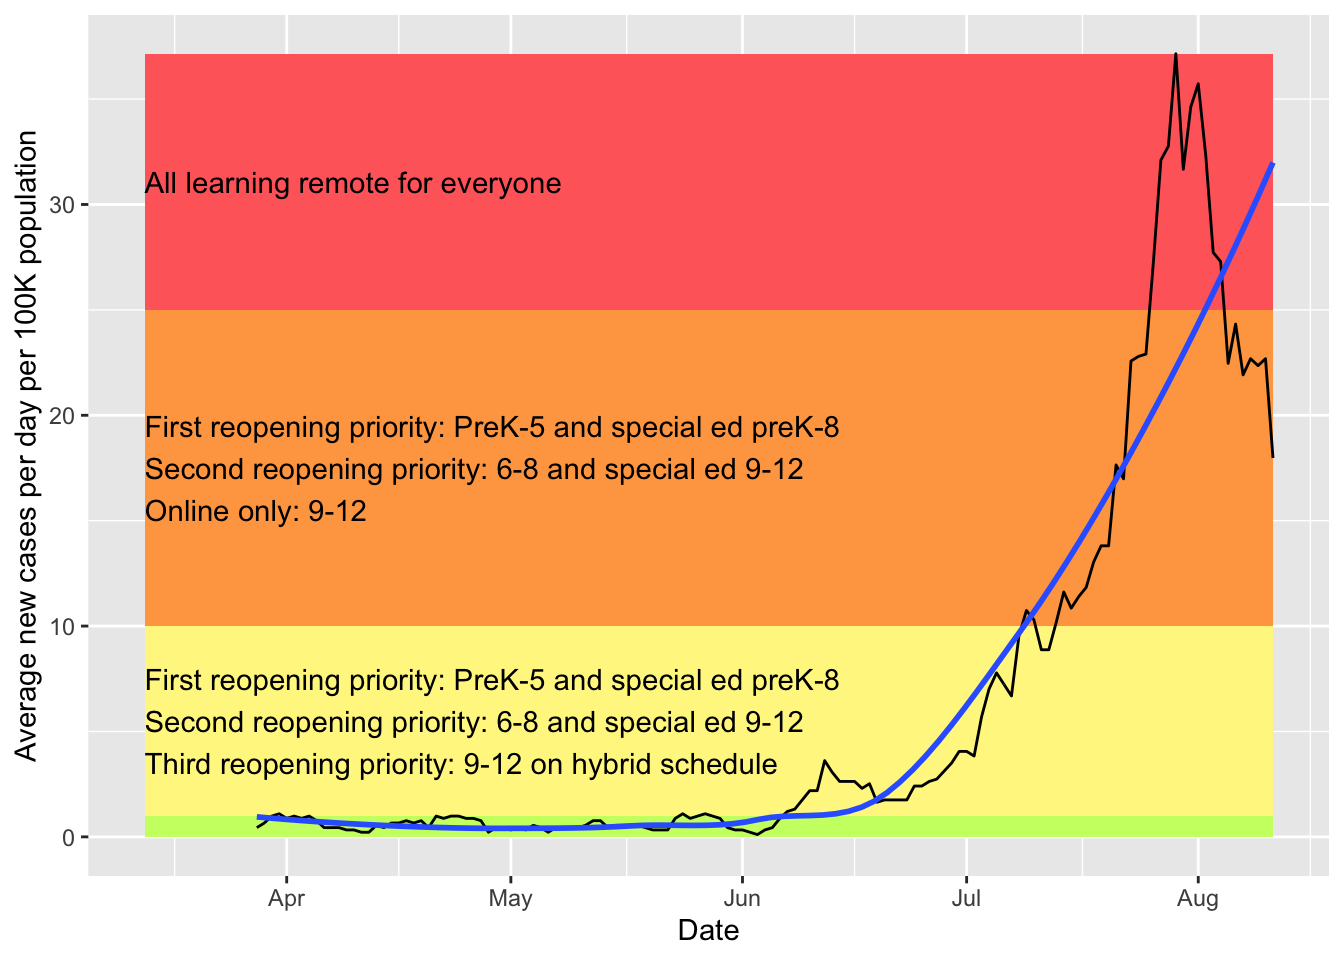 Average new cases per day per 100K population
30
20
10
0
All learning remote for everyone
First reopening priority: PreK-5 and special ed preK-8
Second reopening priority: 6-8 and special ed 9-12
Online only: 9-12
First reopening priority: PreK-5 and special ed preK-8
Second reopening priority: 6-8 and special ed 9-12
Third reopening priority: 9-12 on hybrid schedule
Apr May Jun Jul Aug
Date